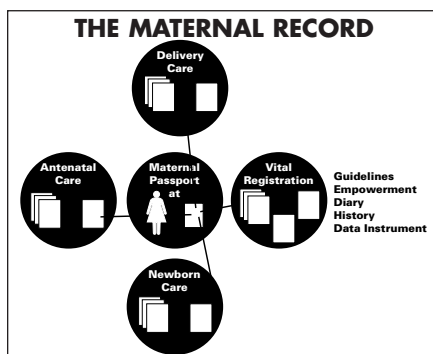 THE MATERNAL RECORD
Delivery
Care
Antenatal
Care
Maternal
Passport
at
Vital
Registration
Guidelines
Empowerment
Diary
History
Data Instrument
Newborn
Care